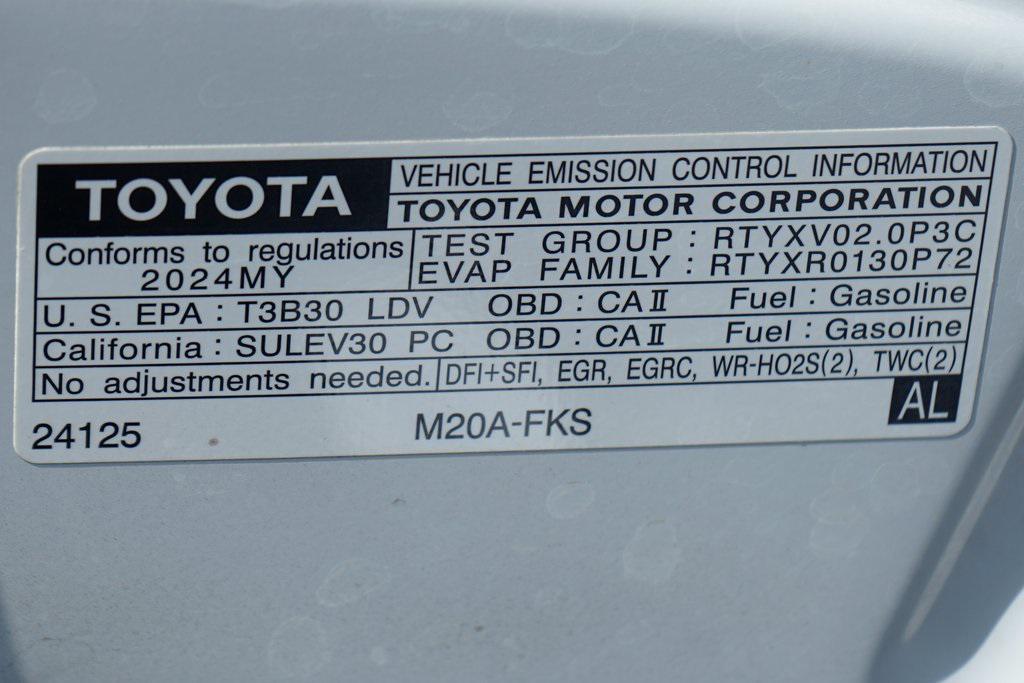 TOYOTA
VEHICLE EMISSION CONTROL INFORMATION
TOYOTA MOTOR CORPORATION
Conforms to regulations
2024MY
TEST GROUP : RTYXV02.0P3C
EVAP FAMILY : RTYXR0130P72
U. S. EPA : T3B30 LDV OBD : CAII Fuel : Gasoline
California : SULEV30 PC OBD : CAII Fuel : Gasoline
No adjustments needed. DFI+SFI, EGR, EGRC, WR-HO2S(2), TWC(2)
24125
M20A-FKS
AL